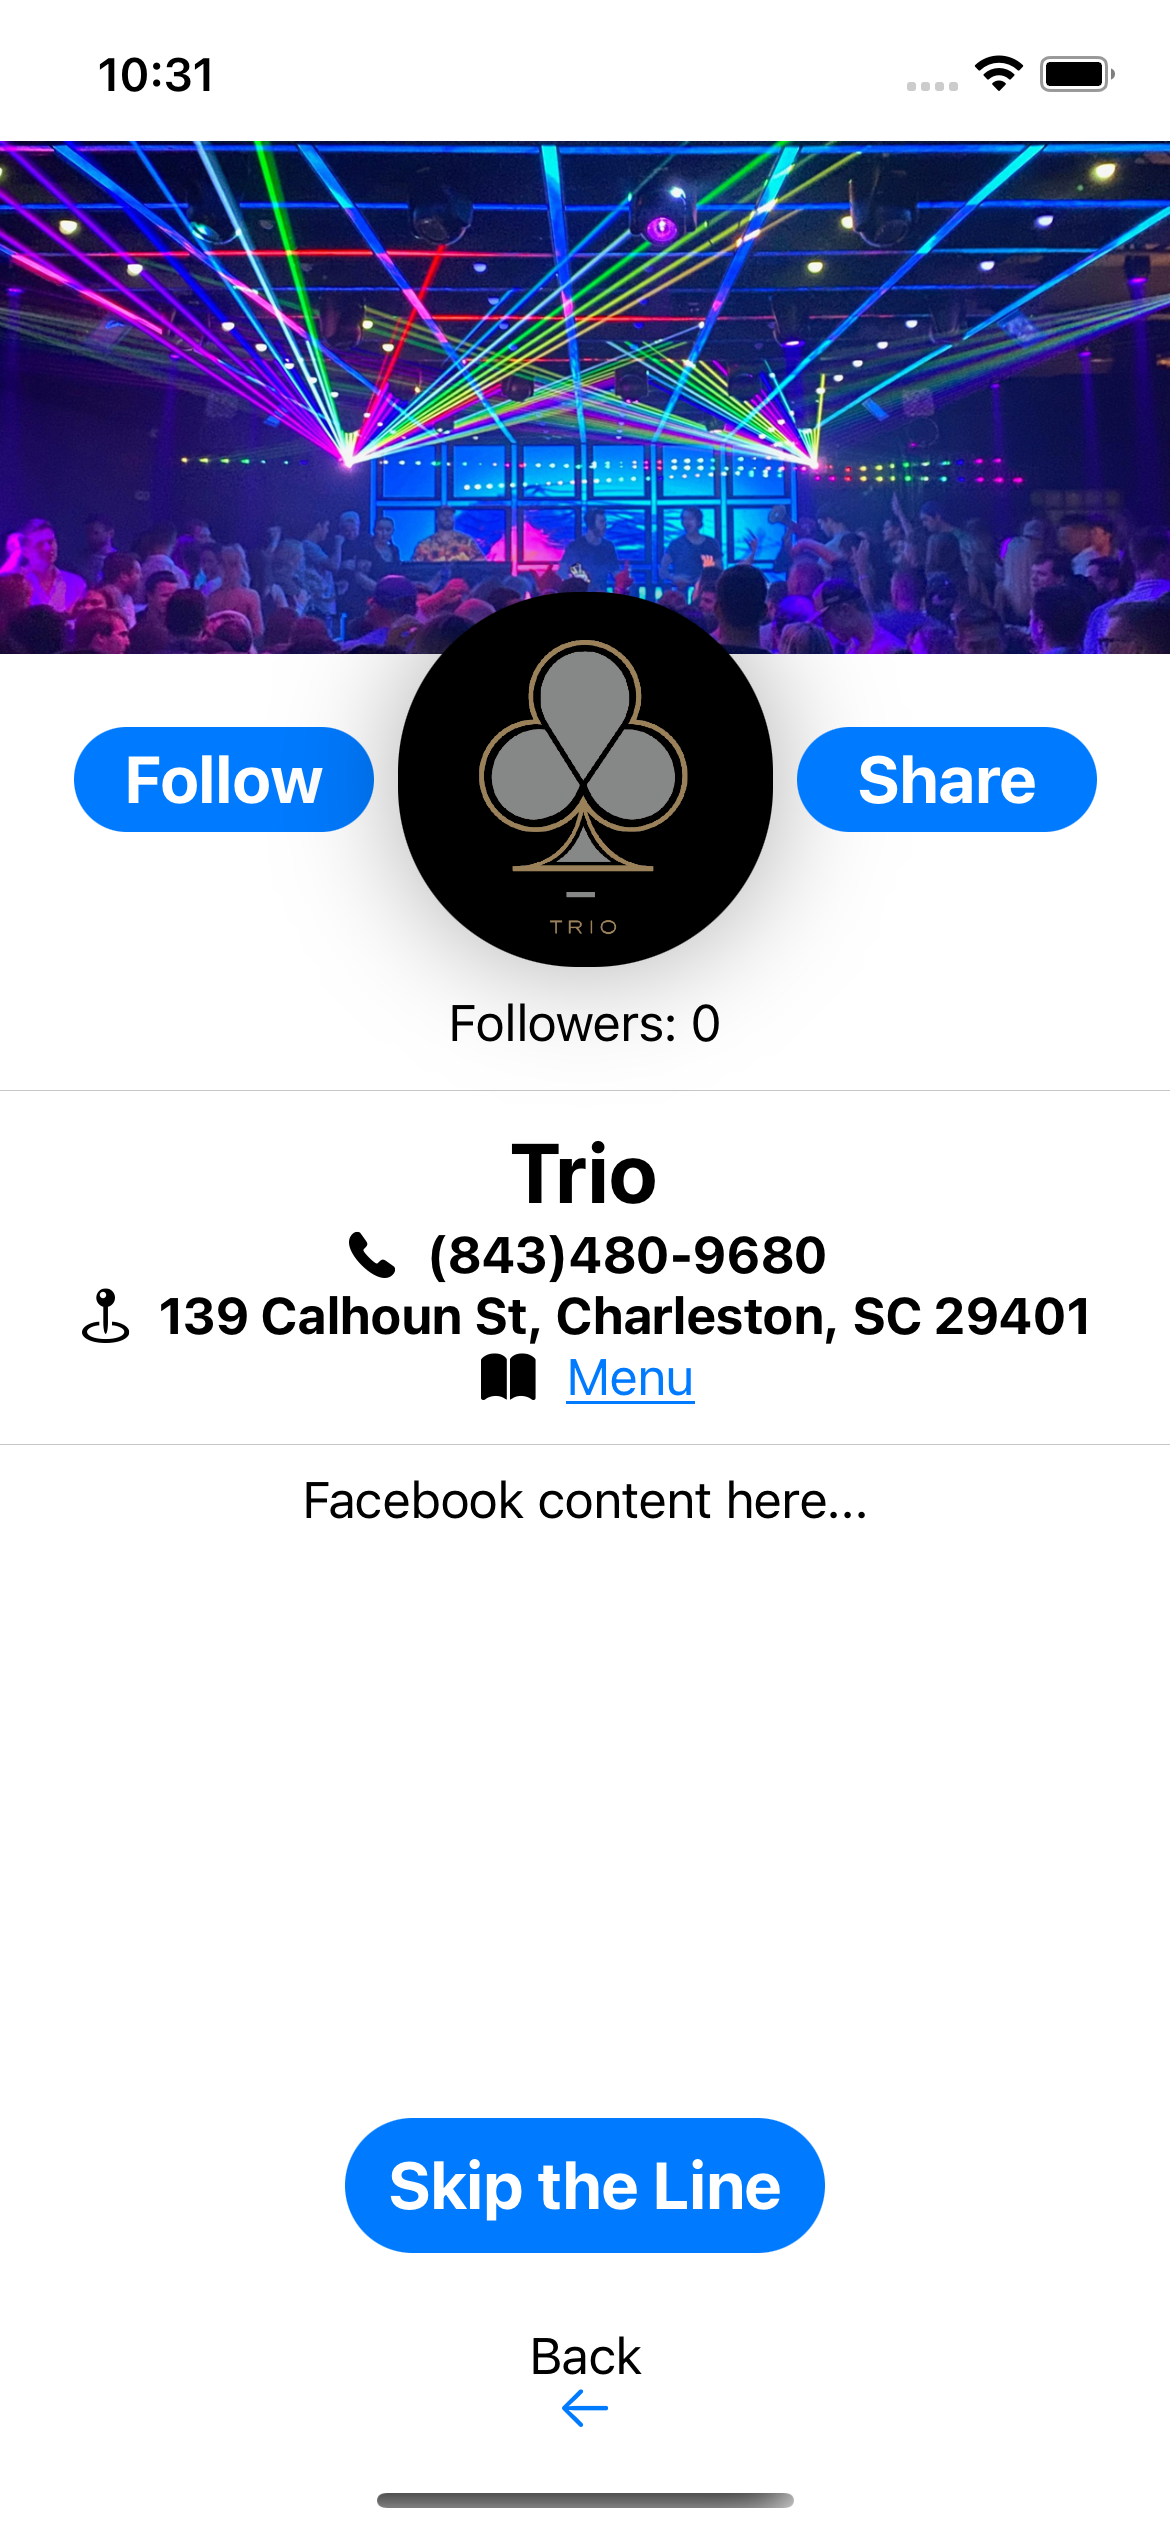 10:31
Follow
TRIO
Share
Followers: 0
Trio
(843)480-9680
139 Calhoun St, Charleston, SC 29401
Menu
Facebook content here...
Skip the Line
Back